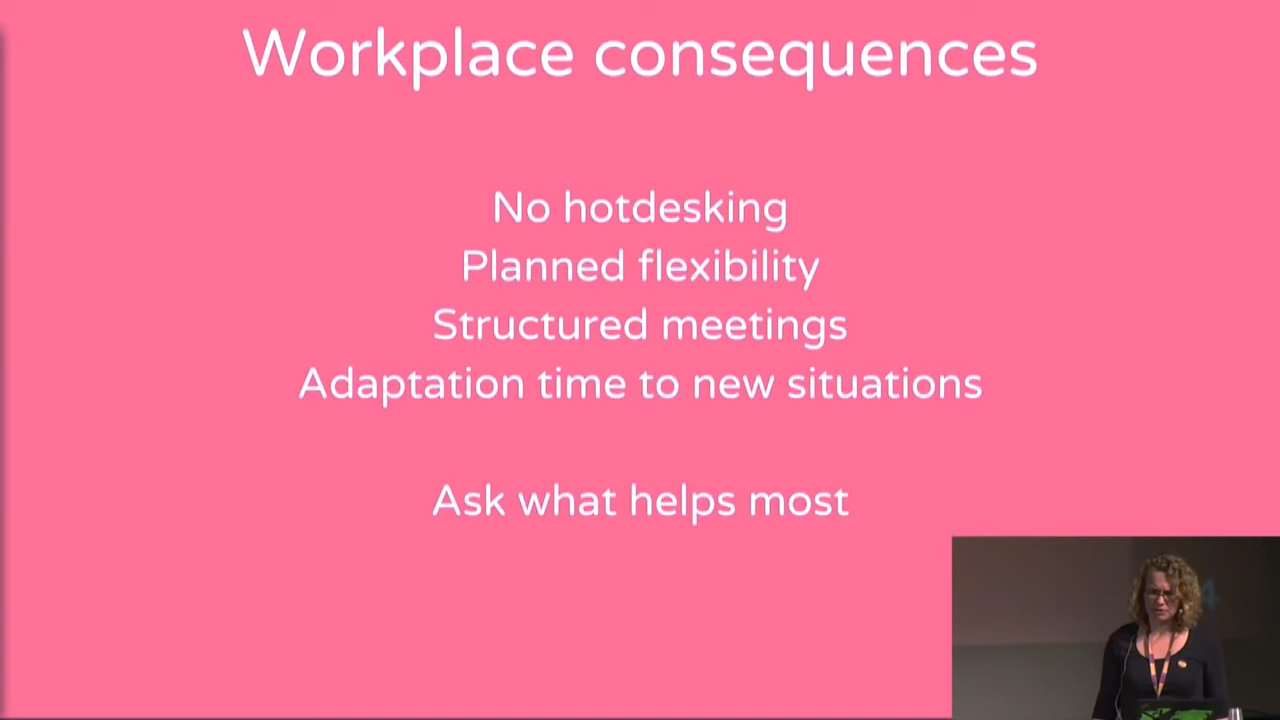 Workplace consequences
No hotdesking
Planned flexibility
Structured meetings
Adaptation time to new situations
Ask what helps most